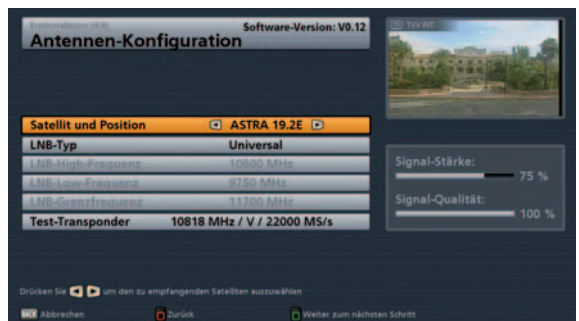 Erstinstallation (4/8)
Software-Version: V0.12
Antennen-Konfiguration
TVV int.
Satellit und Position ASTRA 19.2E
LNB-Typ Universal
LNB-High-Frequenz 10600 MHz
LNB-Low-Frequenz 9750 MHz
LNB-Grenzfrequenz 11700 MHz
Test-Transponder 10818 MHz / V / 22000 MS/s
Signal-Stärke:
75 %
Signal-Qualität:
100 %
Drücken Sie um den zu empfangenden Satelliten auszuwählen
BACK Abbrechen Zurück Weiter zum nächsten Schritt